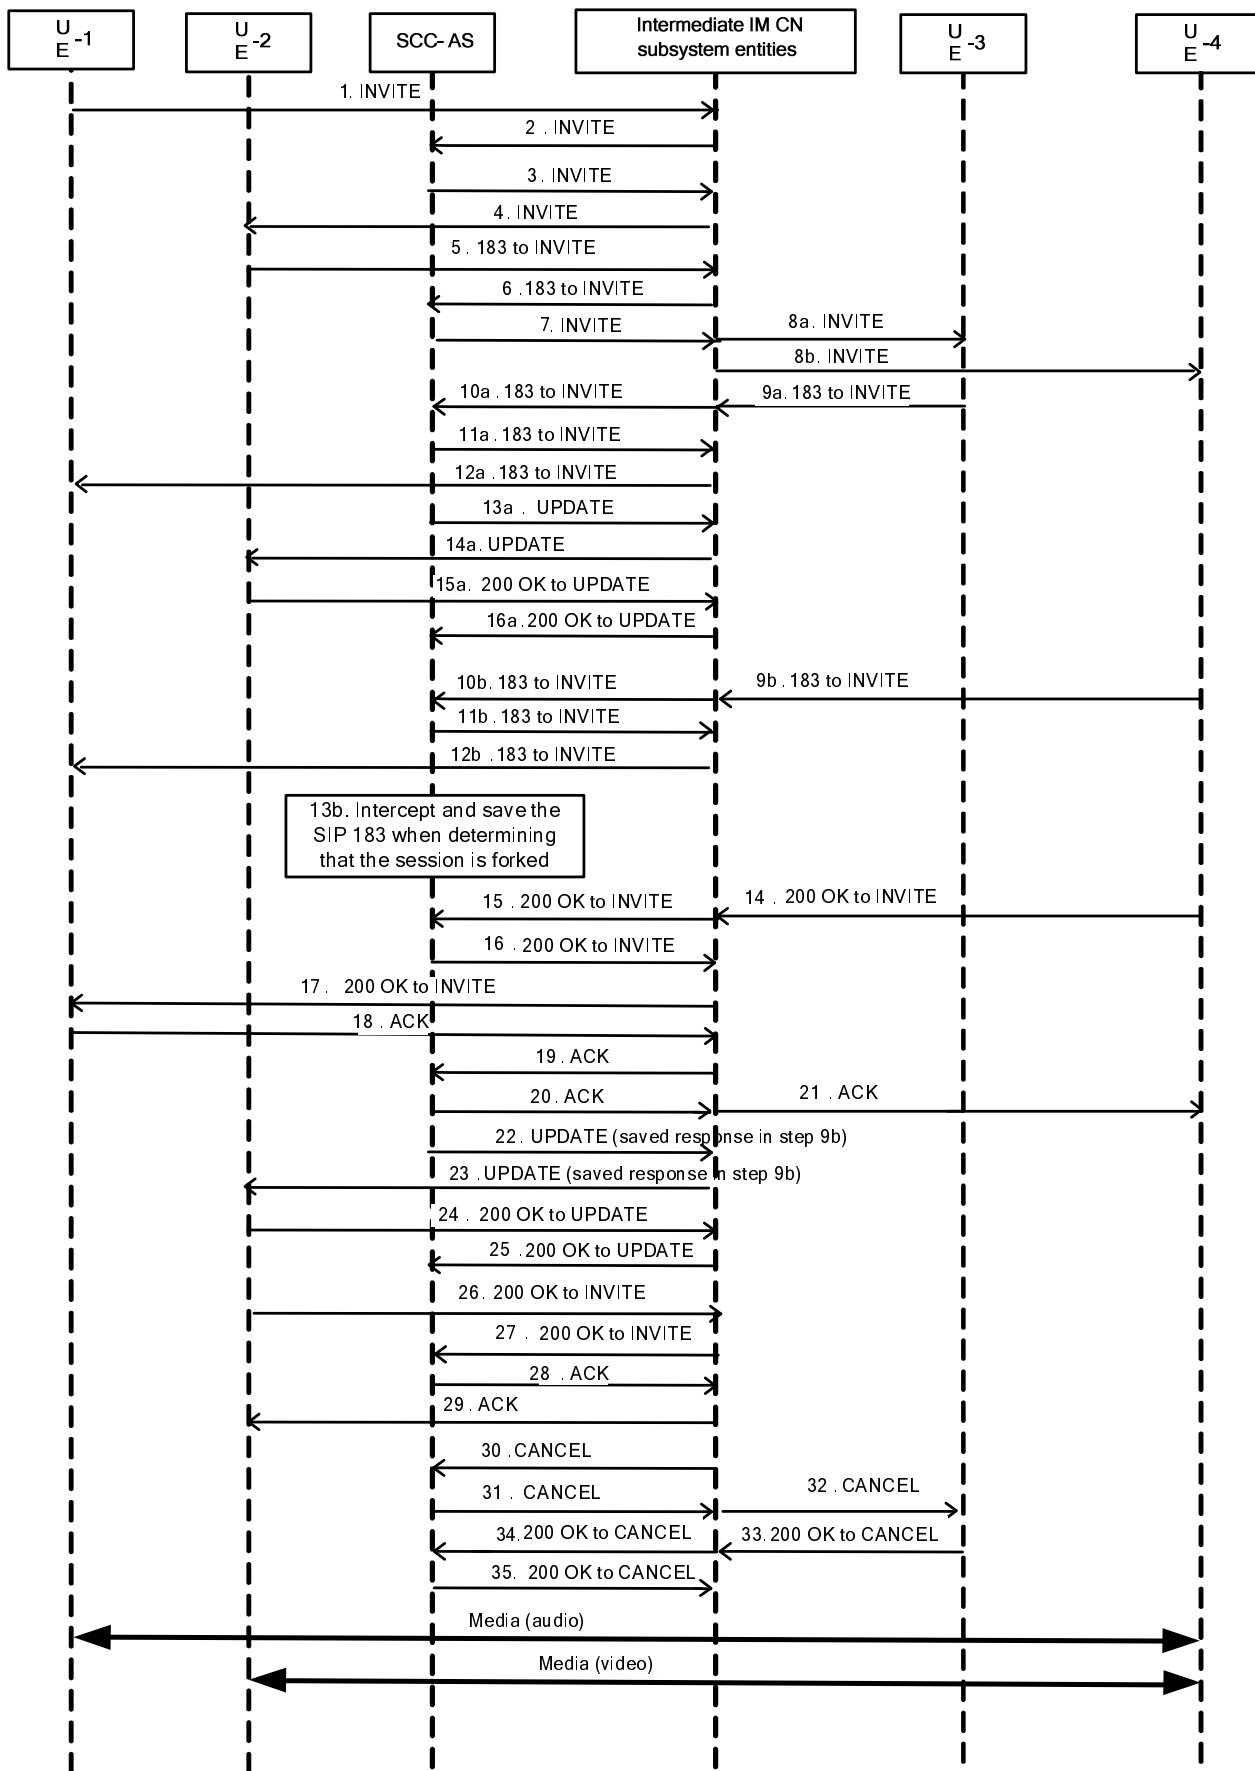 U
E -1
U
E -2
SCC-AS
Intermediate IM CN
subsystem entities
U
E -3
U
E -4
1. INVITE
2 . INVITE
3. INVITE
4. INVITE
5 . 183 to INVITE
6 .183 to INVITE
7. INVITE
8a. INVITE
8b. INVITE
10a .183 to INVITE
9a. 183 to INVITE
11a . 183 to INVITE
12a .183 to INVITE
13a . UPDATE
14a. UPDATE
15a. 200 OK to UPDATE
16a. 200 OK to UPDATE
10b. 183 to INVITE
9b . 183 to INVITE
11b . 183 to INVITE
12b . 183 to INVITE
13b. Intercept and save the
SIP 183 when determining
that the session is forked
15 . 200 OK to INVITE
14 . 200 OK to INVITE
16 . 200 OK to INVITE
17 . 200 OK to INVITE
18 . ACK
19 . ACK
20. ACK
21 . ACK
22. UPDATE (saved response in step 9b)
23 . UPDATE (saved response in step 9b)
24 . 200 OK to UPDATE
25 . 200 OK to UPDATE
26. 200 OK to INVITE
27 . 200 OK to INVITE
28 . ACK
29 . ACK
30 .CANCEL
31 . CANCEL
32 . CANCEL
34. 200 OK to CANCEL
33. 200 OK to CANCEL
35. 200 OK to CANCEL
Media (audio)
Media (video)